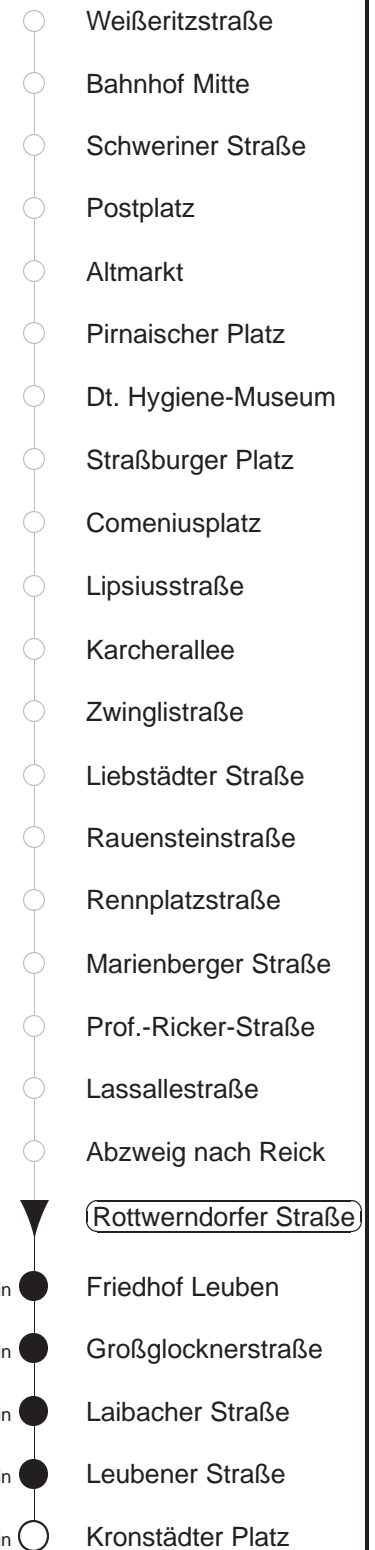 Weißeritzstraße
Bahnhof Mitte
Schweriner Straße
Postplatz
Altmarkt
Pirnaischer Platz
Dt. Hygiene-Museum
Straßburger Platz
Comeniusplatz
Lipsiusstraße
Karcherallee
Zwinglistraße
Liebstädter Straße
Rauensteinstraße
Rennplatzstraße
Marienberger Straße
Prof.-Ricker-Straße
Lassallestraße
Abzweig nach Reick
Rottwerndorfer Straße
Friedhof Leuben
Großglocknerstraße
Laibacher Straße
Leubener Straße
Kronstädter Platz